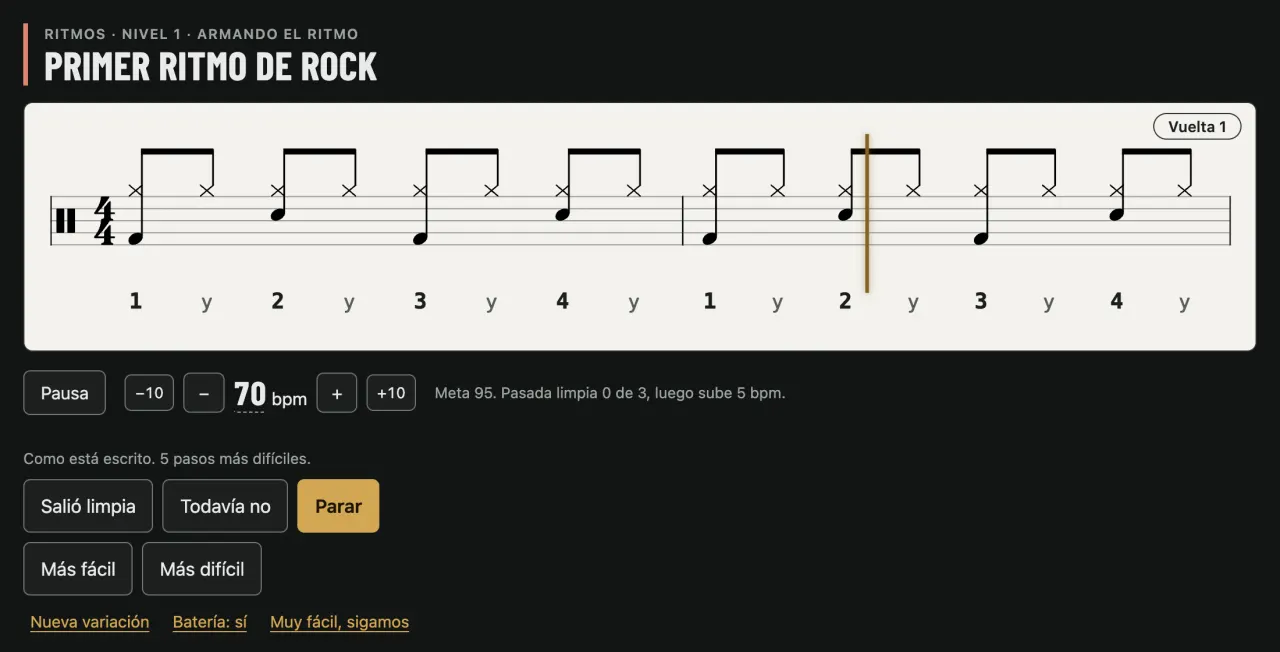 RITMOS · NIVEL 1 · ARMANDO EL RITMO
PRIMER RITMO DE ROCK
Vuelta 1
4
4
1 y 2 y 3 y 4 y 1 y 2 y 3 y 4 y
Pausa −10 − 70 bpm + +10 Meta 95. Pasada limpia 0 de 3, luego sube 5 bpm.
Como está escrito. 5 pasos más difíciles.
Salió limpia Todavía no Parar
Más fácil Más difícil
Nueva variación Batería: sí Muy fácil, sigamos